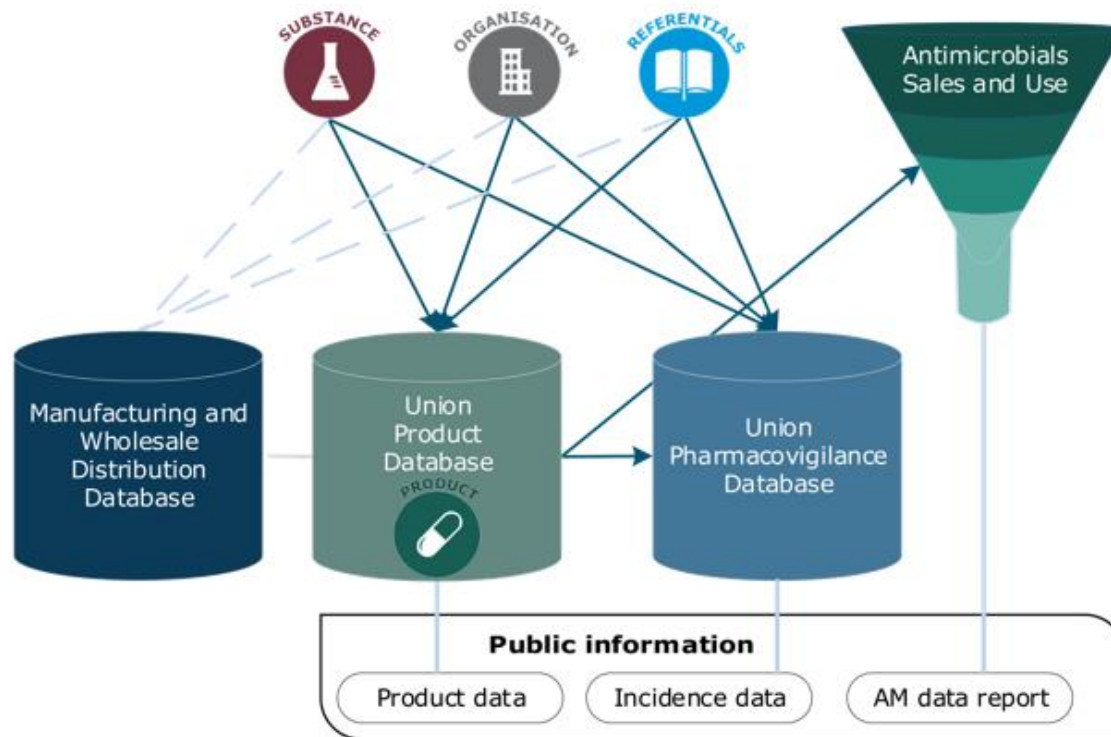 SUBSTANCE
ORGANISATION
REFERENTIALS
Antimicrobials
Sales and Use
Manufacturing and
Wholesale
Distribution
Database
Union
Product
Database
PRODUCT
Union
Pharmacovigilance
Database
Public information
Product data
Incidence data
AM data report